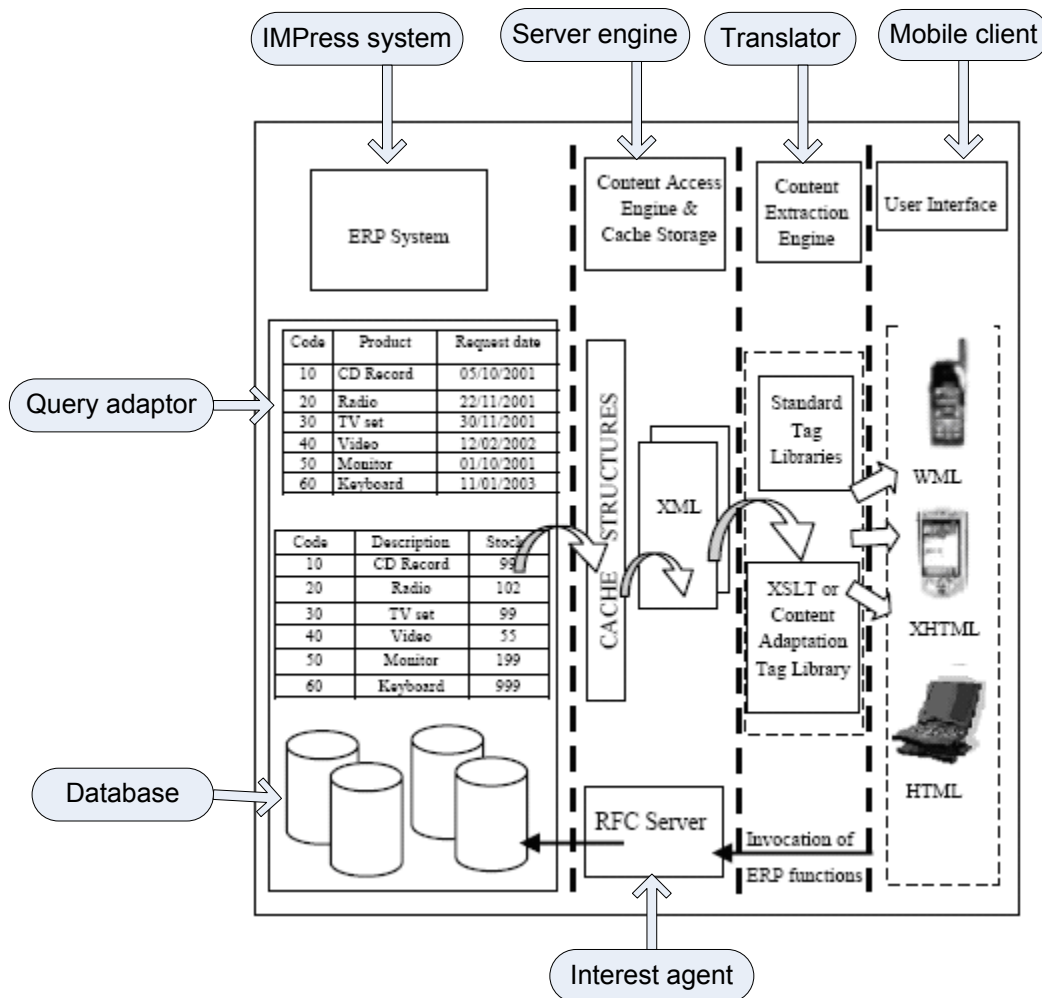 IMPress system
Server engine
Translator
Mobile client
ERP System
Content Access
Engine &
Cache Storage
Content
Extraction
Engine
User Interface
Query adaptor
Code Product Request date
10 CD Record 05/10/2001
20 Radio 22/11/2001
30 TV set 30/11/2001
40 Video 12/02/2002
50 Monitor 01/10/2001
60 Keyboard 11/01/2003
Code Description Stock
10 CD Record 99
20 Radio 102
30 TV set 99
40 Video 55
50 Monitor 199
60 Keyboard 999
CACHE STRUCTURES
XML
Standard
Tag
Libraries
XSLT or
Content
Adaptation
Tag Library
WML
XHTML
HTML
Database
RFC Server
Invocation of
ERP functions
Interest agent